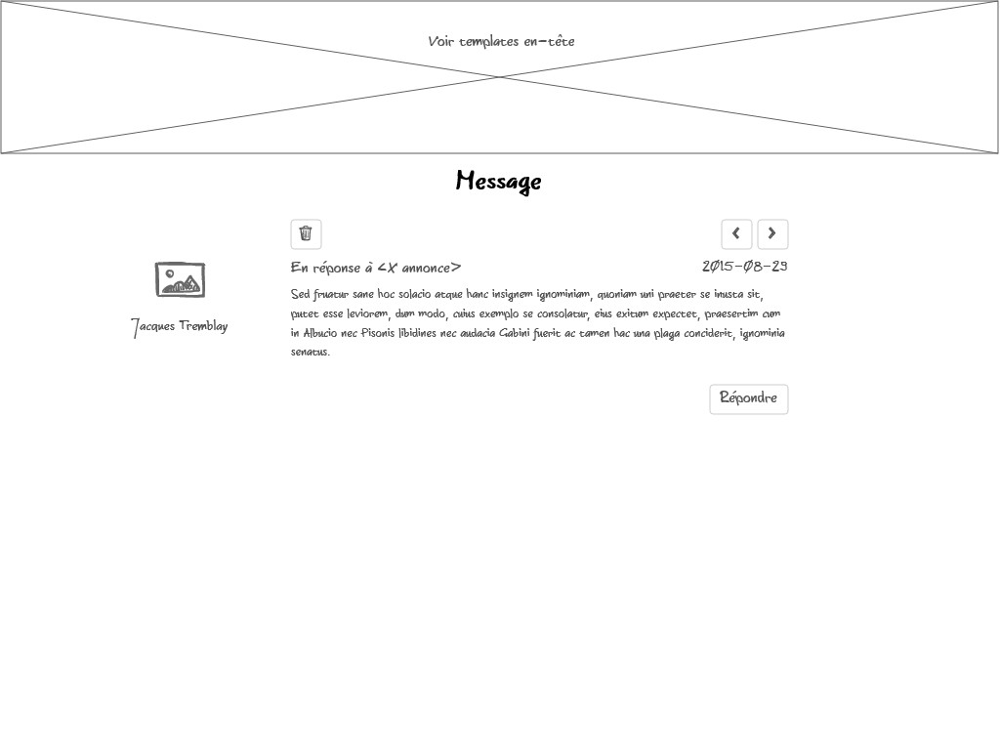 Voir templates en-tête
Message
En réponse à <X annonce>
2015-08-29
Sed fruatur sane hoc solacio atque hanc insignem ignominiam, quoniam uni praeter se inusta sit,
putet esse leviorem, dum modo, cuius exemplo se consolatur, eius exitum expectet, praesertim cum
in Albucio nec Pisonis libidines nec audacia Gabini fuerit ac tamen hac una plaga conciderit, ignominia
senatus.
Jacques Tremblay
Répondre